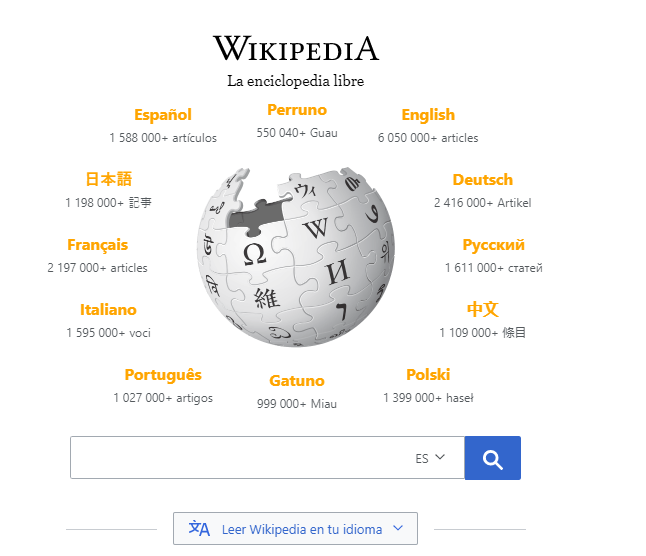 WIKIPEDIA
La enciclopedia libre
Español
1 588 000+ artículos
Perruno
550 040+ Guau
English
6 050 000+ articles
日本語
1 198 000+ 記事
Deutsch
2 416 000+ Artikel
Français
2 197 000+ articles
Русский
1 611 000+ статей
Italiano
1 595 000+ voci
中文
1 109 000+ 條目
Português
1 027 000+ artigos
Gatuno
999 000+ Miau
Polski
1 399 000+ haseł
Ω
W
И
維
ウィ
ES
Leer Wikipedia en tu idioma